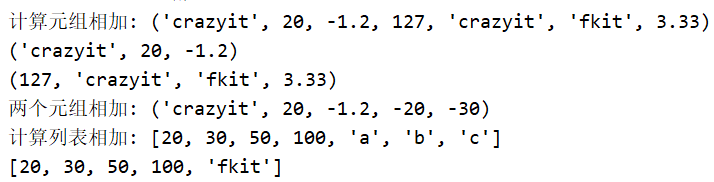 计算元组相加: ('crazyit', 20, -1.2, 127, 'crazyit', 'fkit', 3.33)
('crazyit', 20, -1.2)
(127, 'crazyit', 'fkit', 3.33)
两个元组相加: ('crazyit', 20, -1.2, -20, -30)
计算列表相加: [20, 30, 50, 100, 'a', 'b', 'c']
[20, 30, 50, 100, 'fkit']